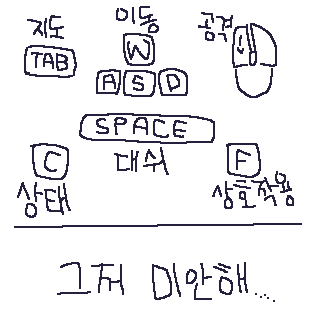 지도 이동 공격
TAB W
A S D
SPACE
C 대쉬 F
상태 상호작용
그저 미안해....